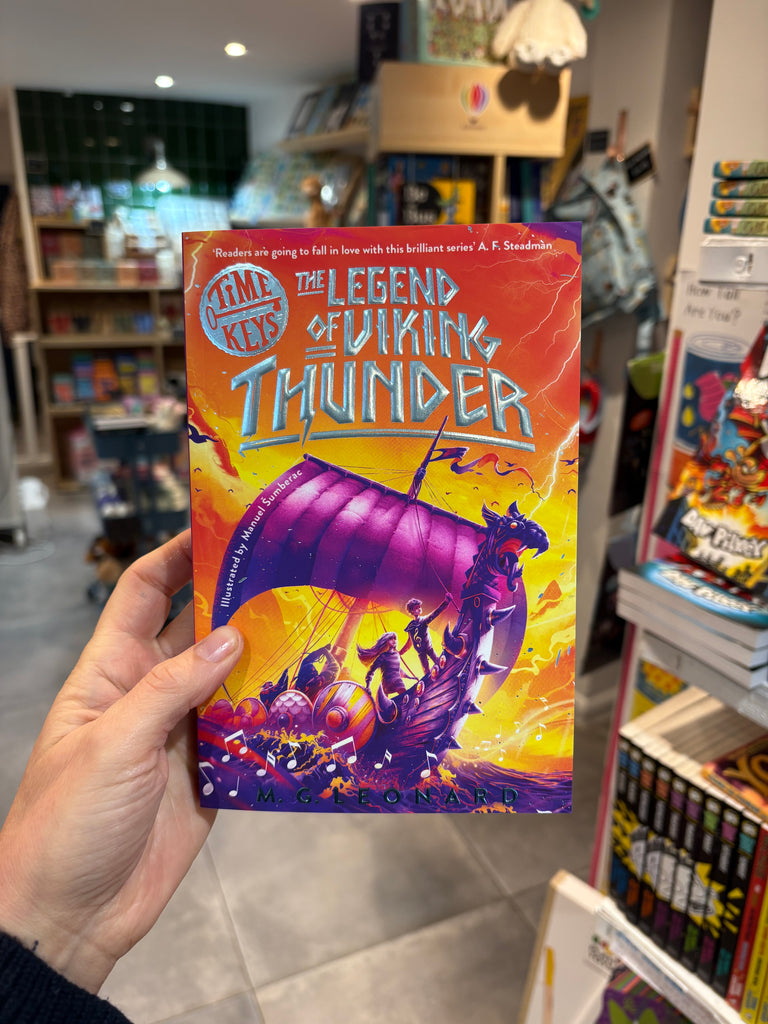 'Readers are going to fall in love with this brilliant series' A. F. Steadman
TIME
KEYS
THE LEGEND
OF VIKING
THUNDER
Illustrated by Manuel Šumberac
M. G. LEONARD
How Tall
Are You?